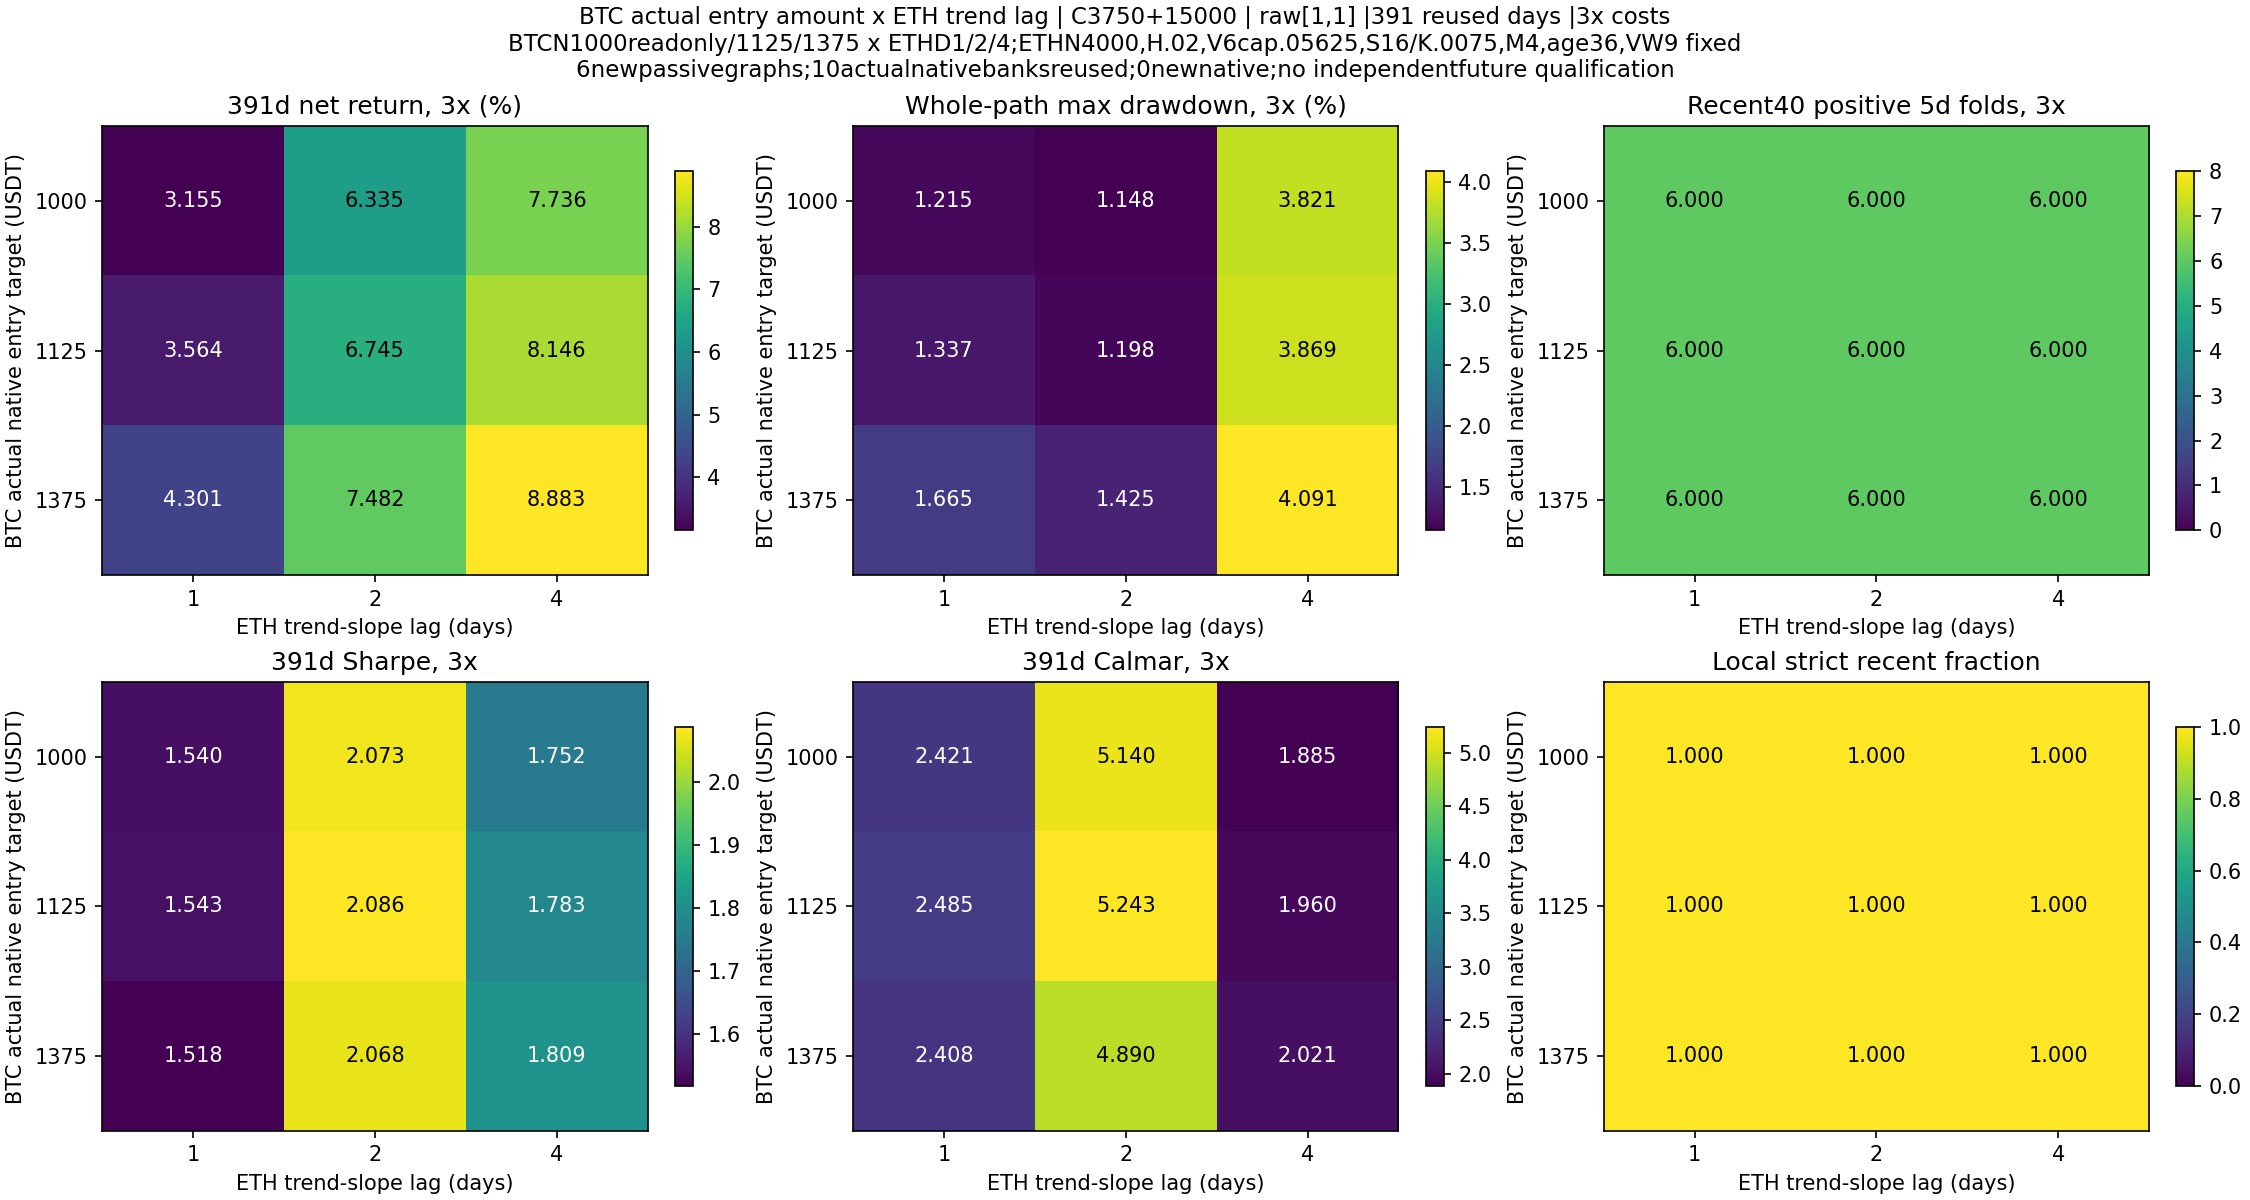 BTC actual entry amount x ETH trend lag | C3750+15000 | raw[1,1] |391 reused days |3x costs
BTCN1000readonly/1125/1375 x ETHD1/2/4;ETHN4000,H.02,V6cap.05625,S16/K.0075,M4,age36,VW9 fixed
6newpassivegraphs;10actualnativebanksreused;0newnative;no independentfuture qualification
391d net return, 3x (%)
BTC actual native entry target (USDT)
1000
1125
1375
3.155 6.335 7.736
3.564 6.745 8.146
4.301 7.482 8.883
1 2 4
ETH trend-slope lag (days)
8
7
6
5
4
Whole-path max drawdown, 3x (%)
BTC actual native entry target (USDT)
1000
1125
1375
1.215 1.148 3.821
1.337 1.198 3.869
1.665 1.425 4.091
1 2 4
ETH trend-slope lag (days)
4.0
3.5
3.0
2.5
2.0
1.5
Recent40 positive 5d folds, 3x
BTC actual native entry target (USDT)
1000
1125
1375
6.000 6.000 6.000
6.000 6.000 6.000
6.000 6.000 6.000
1 2 4
ETH trend-slope lag (days)
8
7
6
5
4
3
2
1
0
391d Sharpe, 3x
BTC actual native entry target (USDT)
1000
1125
1375
1.540 2.073 1.752
1.543 2.086 1.783
1.518 2.068 1.809
1 2 4
ETH trend-slope lag (days)
2.0
1.9
1.8
1.7
1.6
391d Calmar, 3x
BTC actual native entry target (USDT)
1000
1125
1375
2.421 5.140 1.885
2.485 5.243 1.960
2.408 4.890 2.021
1 2 4
ETH trend-slope lag (days)
5.0
4.5
4.0
3.5
3.0
2.5
2.0
Local strict recent fraction
BTC actual native entry target (USDT)
1000
1125
1375
1.000 1.000 1.000
1.000 1.000 1.000
1.000 1.000 1.000
1 2 4
ETH trend-slope lag (days)
1.0
0.8
0.6
0.4
0.2
0.0